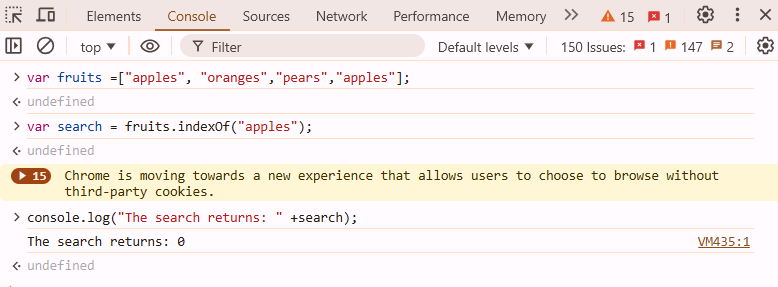 Elements Console Sources Network Performance Memory 15 1
top Filter Default levels 150 Issues: 1 147 2
> var fruits =["apples", "oranges","pears","apples"];
undefined
> var search = fruits.indexOf("apples");
undefined
15 Chrome is moving towards a new experience that allows users to choose to browse without
third-party cookies.
> console.log("The search returns: " +search);
The search returns: 0 VM435:1
undefined